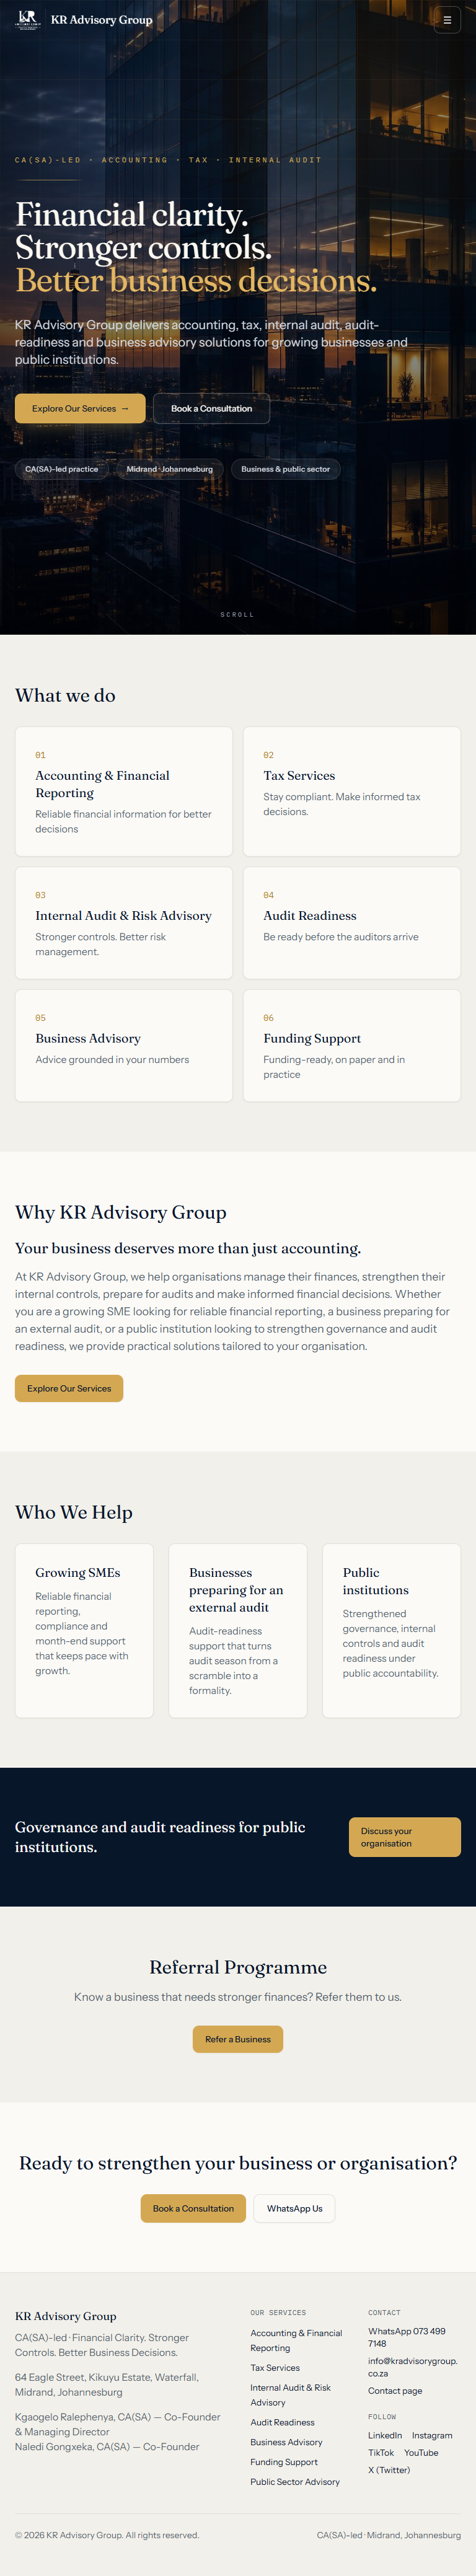 KR
KR Advisory Group
CA(SA)-LED · ACCOUNTING · TAX · INTERNAL AUDIT
Financial clarity.
Stronger controls.
Better business decisions.
KR Advisory Group delivers accounting, tax, internal audit, audit-
readiness and business advisory solutions for growing businesses and
public institutions.
Explore Our Services →
Book a Consultation
CA(SA)-led practice
Midrand · Johannesburg
Business & public sector
SCROLL
What we do
01
Accounting & Financial
Reporting
Reliable financial information for better
decisions
02
Tax Services
Stay compliant. Make informed tax
decisions.
03
Internal Audit & Risk Advisory
Stronger controls. Better risk
management.
04
Audit Readiness
Be ready before the auditors arrive
05
Business Advisory
Advice grounded in your numbers
06
Funding Support
Funding-ready, on paper and in
practice
Why KR Advisory Group
Your business deserves more than just accounting.
At KR Advisory Group, we help organisations manage their finances, strengthen their
internal controls, prepare for audits and make informed financial decisions. Whether
you are a growing SME looking for reliable financial reporting, a business preparing for
an external audit, or a public institution looking to strengthen governance and audit
readiness, we provide practical solutions tailored to your organisation.
Explore Our Services
Who We Help
Growing SMEs
Reliable financial
reporting,
compliance and
month-end support
that keeps pace with
growth.
Businesses
preparing for an
external audit
Audit-readiness
support that turns
audit season from a
scramble into a
formality.
Public
institutions
Strengthened
governance, internal
controls and audit
readiness under
public accountability.
Governance and audit readiness for public
institutions.
Discuss your
organisation
Referral Programme
Know a business that needs stronger finances? Refer them to us.
Refer a Business
Ready to strengthen your business or organisation?
Book a Consultation
WhatsApp Us
KR Advisory Group
CA(SA)-led · Financial Clarity. Stronger
Controls. Better Business Decisions.
64 Eagle Street, Kikuyu Estate, Waterfall,
Midrand, Johannesburg
Kgaogelo Ralephenya, CA(SA) — Co-Founder
& Managing Director
Naledi Gongxeka, CA(SA) — Co-Founder
OUR SERVICES
Accounting & Financial
Reporting
Tax Services
Internal Audit & Risk
Advisory
Audit Readiness
Business Advisory
Funding Support
Public Sector Advisory
CONTACT
WhatsApp 073 499
7148
info@kradvisorygroup.
co.za
Contact page
FOLLOW
LinkedIn Instagram
TikTok YouTube
X (Twitter)
© 2026 KR Advisory Group. All rights reserved.
CA(SA)-led · Midrand, Johannesburg